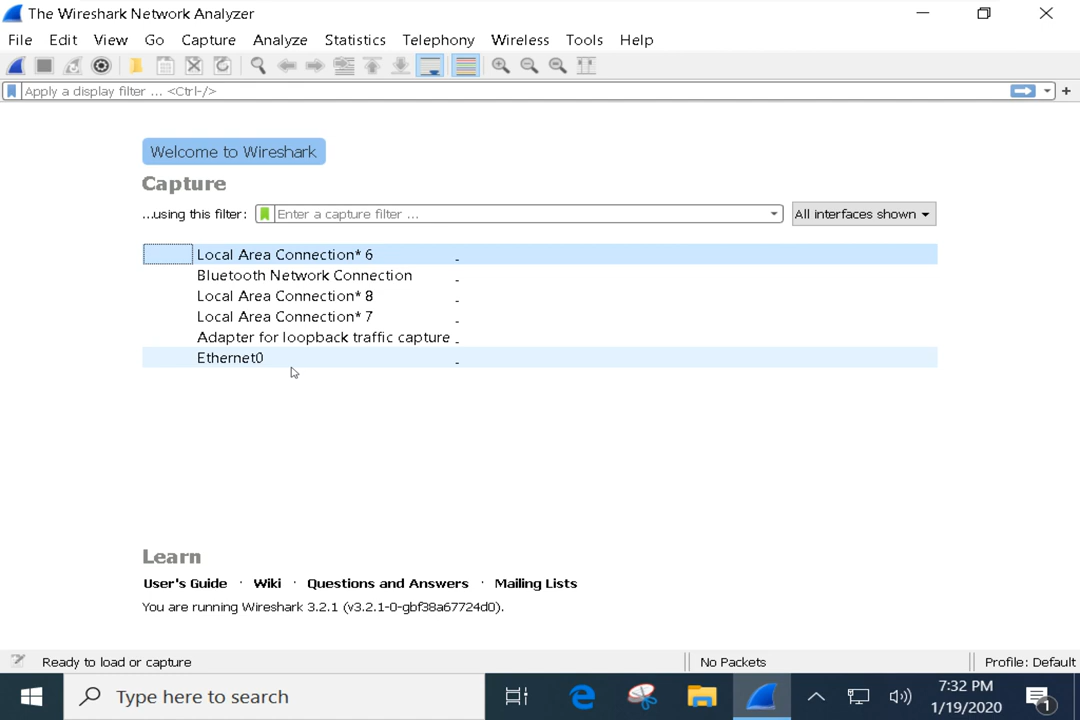 The Wireshark Network Analyzer
File Edit View Go Capture Analyze Statistics Telephony Wireless Tools Help
Apply a display filter ... <Ctrl-/>
Welcome to Wireshark
Capture
...using this filter: Enter a capture filter ... All interfaces shown
Local Area Connection* 6
Bluetooth Network Connection
Local Area Connection* 8
Local Area Connection* 7
Adapter for loopback traffic capture
Ethernet0
Learn
User's Guide · Wiki · Questions and Answers · Mailing Lists
You are running Wireshark 3.2.1 (v3.2.1-0-gbf38a67724d0).
Ready to load or capture No Packets Profile: Default
Type here to search
7:32 PM
1/19/2020
1